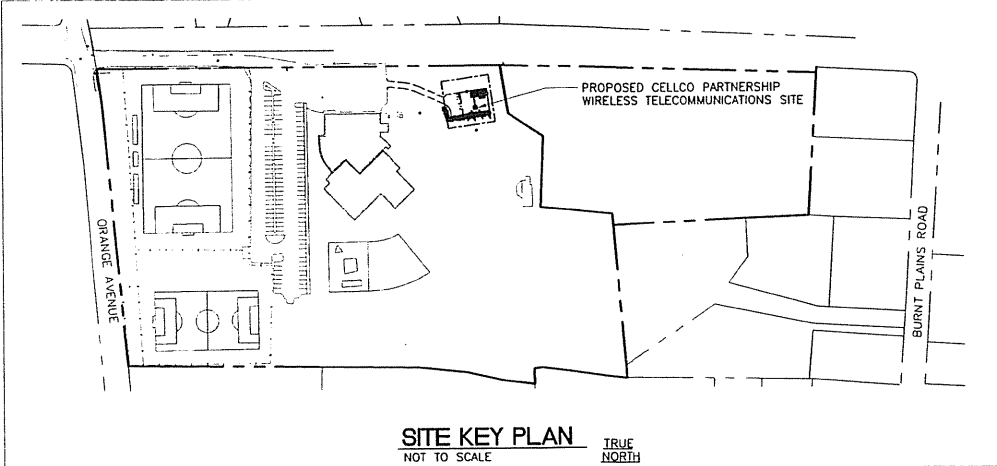 PROPOSED CELLCO PARTNERSHIP
WIRELESS TELECOMMUNICATIONS SITE
ORANGE AVENUE
BURNT PLAINS ROAD
SITE KEY PLAN
NOT TO SCALE
TRUE
NORTH